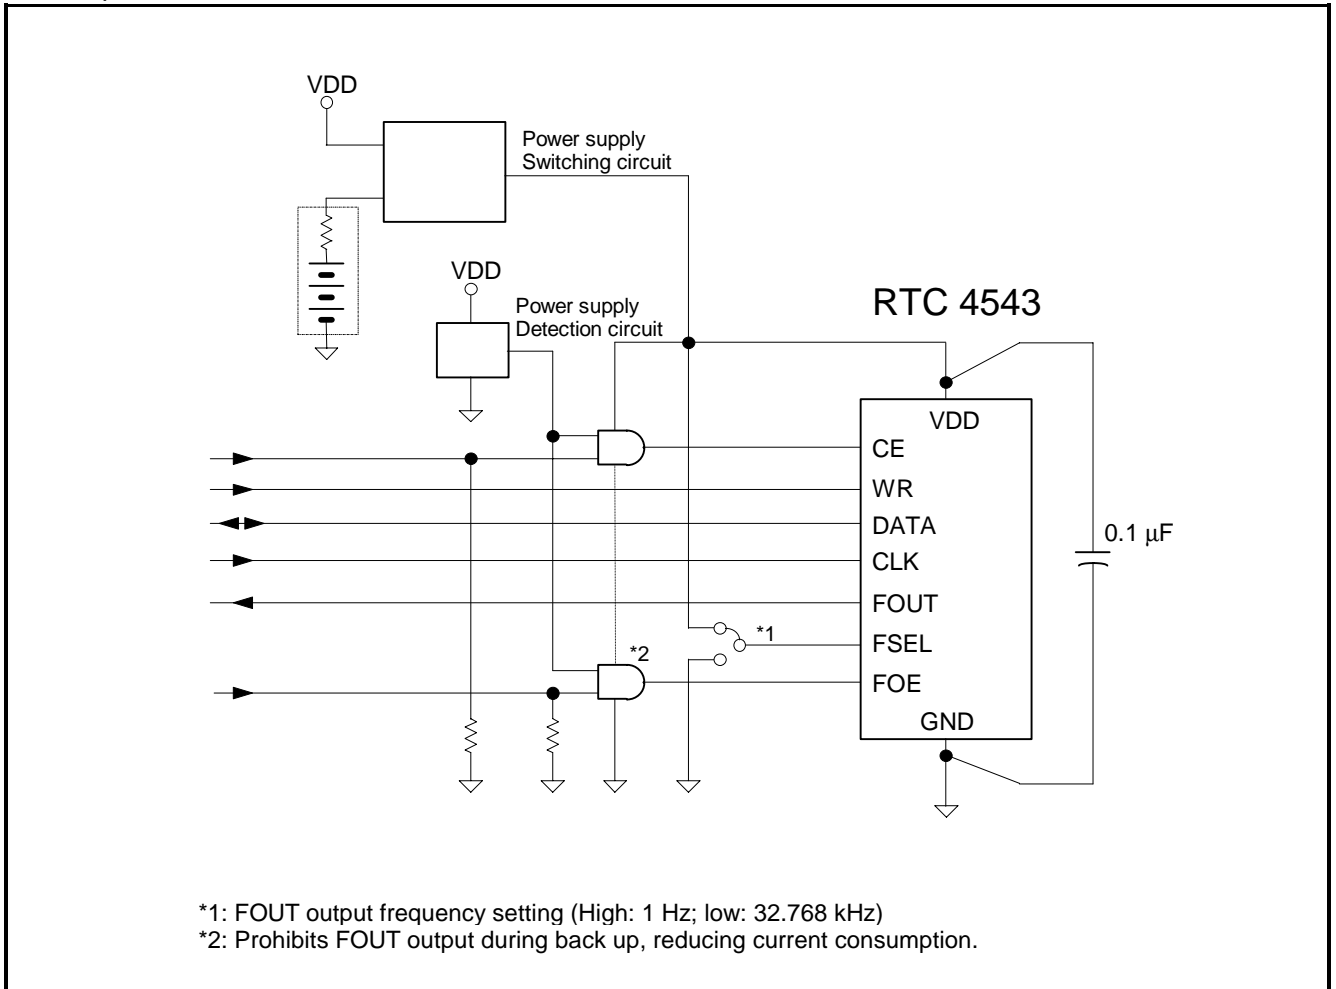 VDD
Power supply
Switching circuit
VDD
Power supply
Detection circuit
RTC 4543
VDD
CE
WR
DATA
0.1 μF
CLK
FOUT
*1
FSEL
*2
FOE
GND
*1: FOUT output frequency setting (High: 1 Hz; low: 32.768 kHz)
*2: Prohibits FOUT output during back up, reducing current consumption.